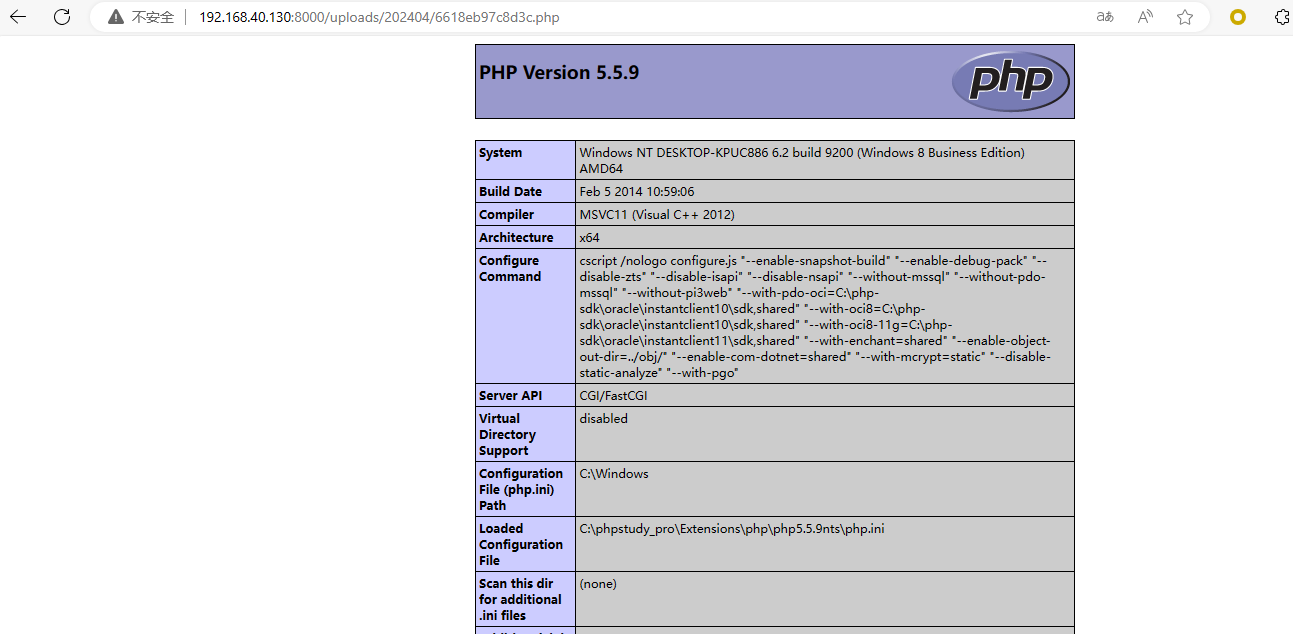 不安全
192.168.40.130:8000/uploads/202404/6618eb97c8d3c.php
aあ
A
PHP Version 5.5.9
php
System
Windows NT DESKTOP-KPUC886 6.2 build 9200 (Windows 8 Business Edition)
AMD64
Build Date
Feb 5 2014 10:59:06
Compiler
MSVC11 (Visual C++ 2012)
Architecture
x64
Configure
Command
cscript /nologo configure.js "--enable-snapshot-build" "--enable-debug-pack" "--
disable-zts" "--disable-isapi" "--disable-nsapi" "--without-mssql" "--without-pdo-
mssql" "--without-pi3web" "--with-pdo-oci=C:\php-
sdk\oracle\instantclient10\sdk,shared" "--with-oci8=C:\php-
sdk\oracle\instantclient10\sdk,shared" "--with-oci8-11g=C:\php-
sdk\oracle\instantclient11\sdk,shared" "--with-enchant=shared" "--enable-object-
out-dir=../obj/" "--enable-com-dotnet=shared" "--with-mcrypt=static" "--disable-
static-analyze" "--with-pgo"
Server API
CGI/FastCGI
Virtual
Directory
Support
disabled
Configuration
File (php.ini)
Path
C:\Windows
Loaded
Configuration
File
C:\phpstudy_pro\Extensions\php\php5.5.9nts\php.ini
Scan this dir
for additional
.ini files
(none)